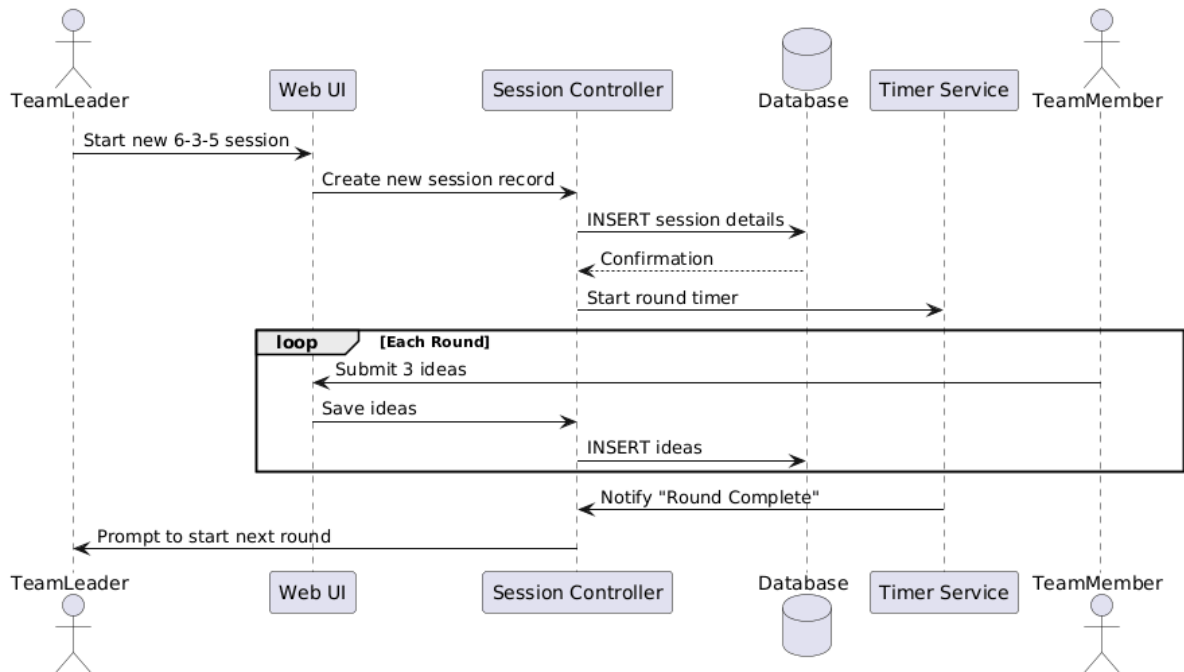 TeamLeader
Web UI
Session Controller
Database
Timer Service
TeamMember
Start new 6-3-5 session
Create new session record
INSERT session details
Confirmation
Start round timer
loop [Each Round]
Submit 3 ideas
Save ideas
INSERT ideas
Notify "Round Complete"
Prompt to start next round
TeamLeader
Web UI
Session Controller
Database
Timer Service
TeamMember